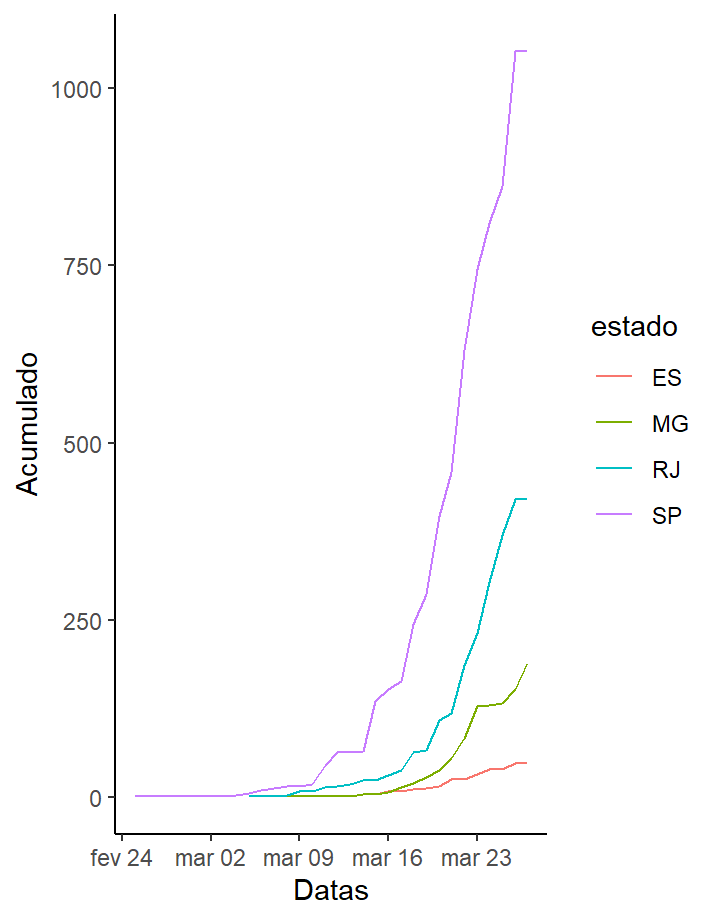 1000
750
500
250
0
Acumulado
fev 24 mar 02 mar 09 mar 16 mar 23
Datas
estado
ES
MG
RJ
SP